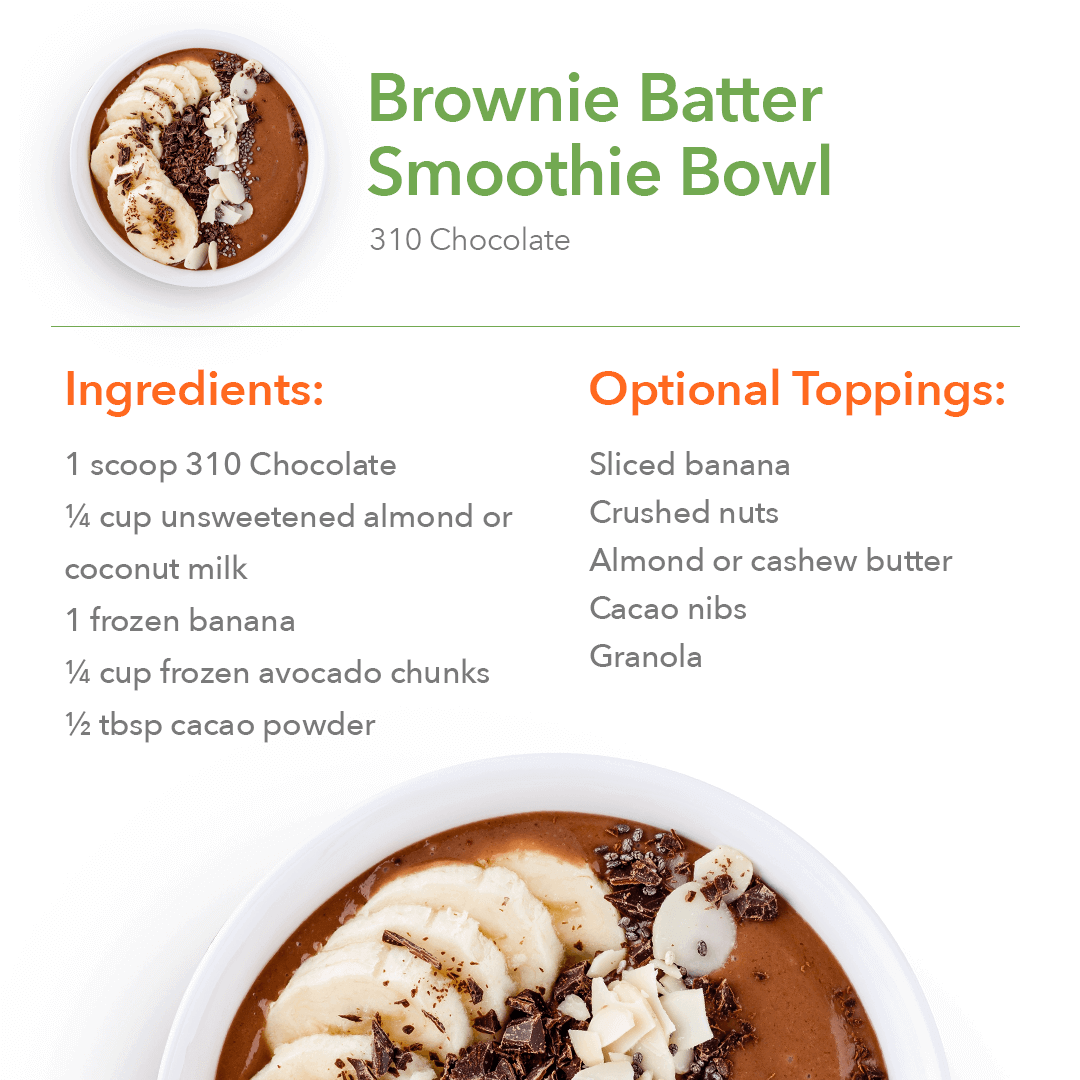 Brownie Batter
Smoothie Bowl
310 Chocolate
Ingredients:
1 scoop 310 Chocolate
¼ cup unsweetened almond or
coconut milk
1 frozen banana
¼ cup frozen avocado chunks
½ tbsp cacao powder
Optional Toppings:
Sliced banana
Crushed nuts
Almond or cashew butter
Cacao nibs
Granola